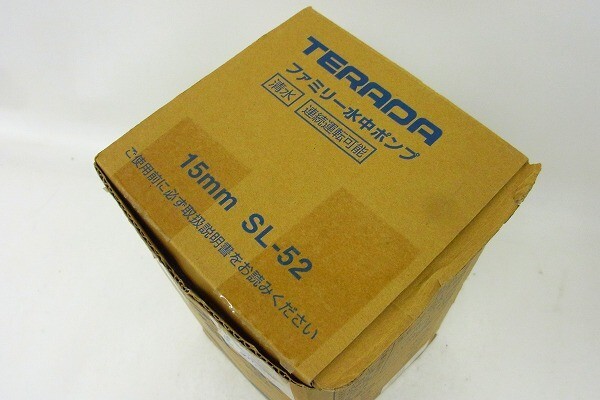 TERADA
ファミリー水中ポンプ
清水 連続運転可能
15mm SL-52
ご使用前に必ず取扱説明書をお読みください